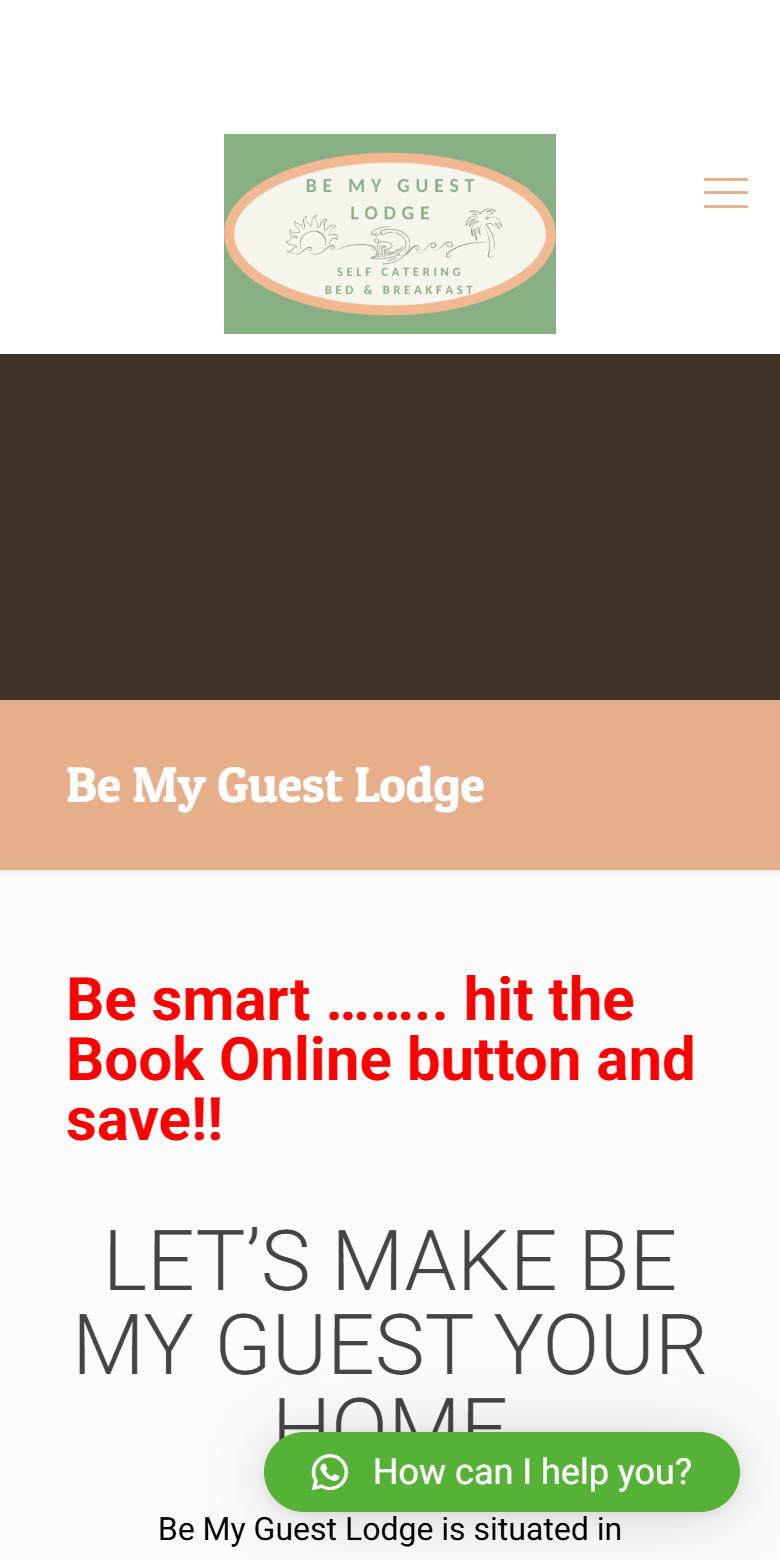 BE MY GUEST
LODGE
SELF CATERING
BED & BREAKFAST
Be My Guest Lodge
Be smart …….. hit the
Book Online button and
save!!
LET’S MAKE BE
MY GUEST YOUR
HOME
How can I help you?
Be My Guest Lodge is situated in